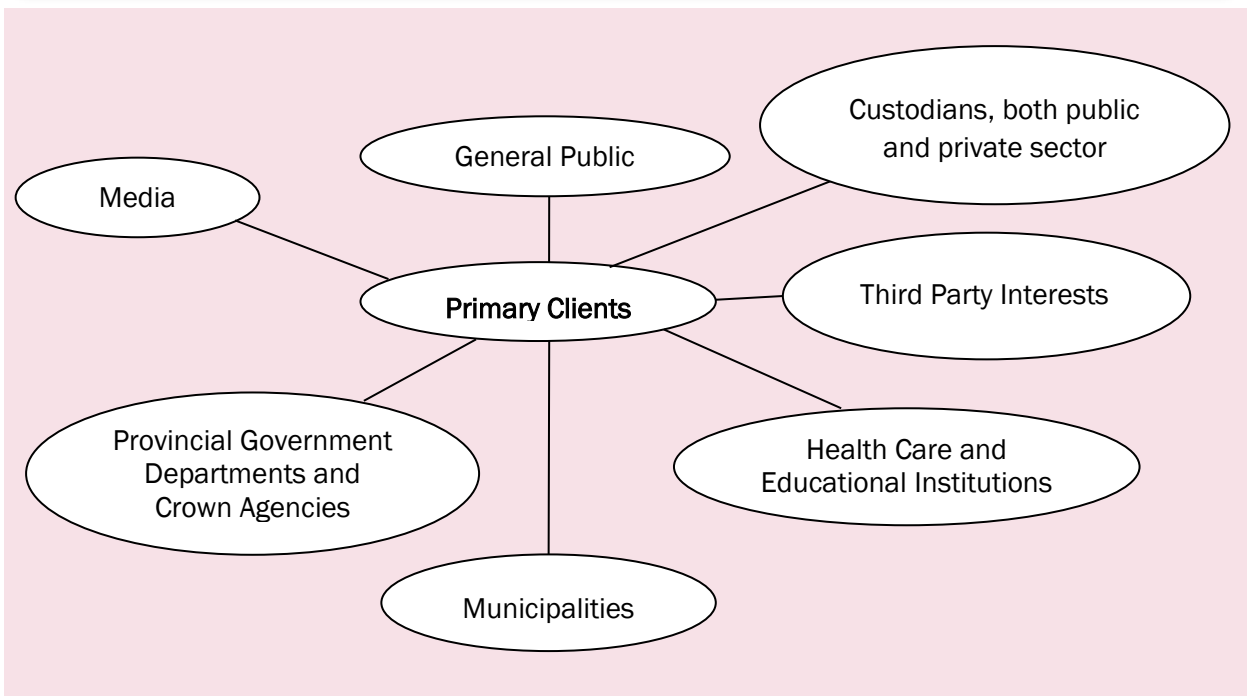 Custodians, both public
and private sector
General Public
Media
Third Party Interests
Primary Clients
Provincial Government
Departments and
Crown Agencies
Health Care and
Educational Institutions
Municipalities